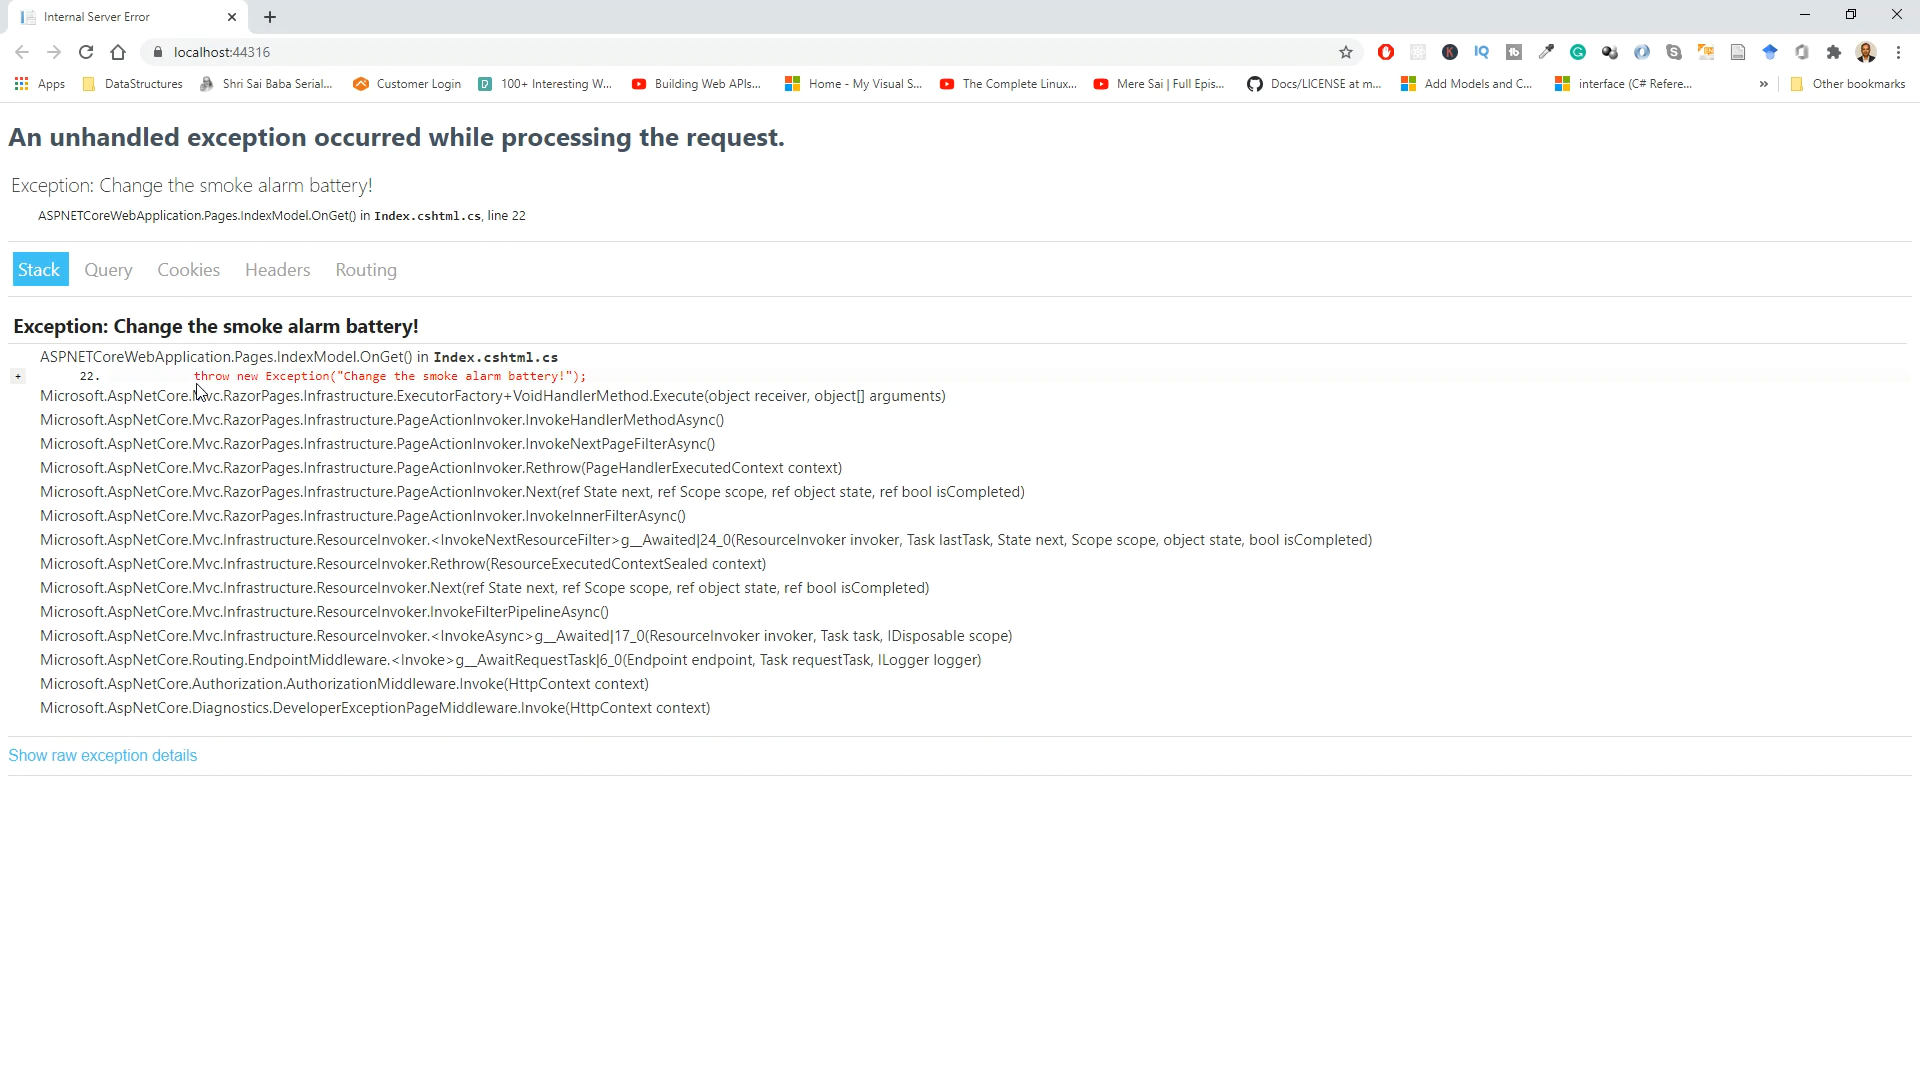 Internal Server Error
localhost:44316
Apps DataStructures Shri Sai Baba Serial... Customer Login 100+ Interesting W... Building Web APIs... Home - My Visual S... The Complete Linux... Mere Sai | Full Epis... Docs/LICENSE at m... Add Models and C... interface (C# Refere... » Other bookmarks
An unhandled exception occurred while processing the request.
Exception: Change the smoke alarm battery!
ASPNETCoreWebApplication.Pages.IndexModel.OnGet() in Index.cshtml.cs, line 22
Stack Query Cookies Headers Routing
Exception: Change the smoke alarm battery!
ASPNETCoreWebApplication.Pages.IndexModel.OnGet() in Index.cshtml.cs
+ 22. throw new Exception("Change the smoke alarm battery!");
Microsoft.AspNetCore.Mvc.RazorPages.Infrastructure.ExecutorFactory+VoidHandlerMethod.Execute(object receiver, object[] arguments)
Microsoft.AspNetCore.Mvc.RazorPages.Infrastructure.PageActionInvoker.InvokeHandlerMethodAsync()
Microsoft.AspNetCore.Mvc.RazorPages.Infrastructure.PageActionInvoker.InvokeNextPageFilterAsync()
Microsoft.AspNetCore.Mvc.RazorPages.Infrastructure.PageActionInvoker.Rethrow(PageHandlerExecutedContext context)
Microsoft.AspNetCore.Mvc.RazorPages.Infrastructure.PageActionInvoker.Next(ref State next, ref Scope scope, ref object state, ref bool isCompleted)
Microsoft.AspNetCore.Mvc.RazorPages.Infrastructure.PageActionInvoker.InvokeInnerFilterAsync()
Microsoft.AspNetCore.Mvc.Infrastructure.ResourceInvoker.<InvokeNextResourceFilter>g__Awaited|24_0(ResourceInvoker invoker, Task lastTask, State next, Scope scope, object state, bool isCompleted)
Microsoft.AspNetCore.Mvc.Infrastructure.ResourceInvoker.Rethrow(ResourceExecutedContextSealed context)
Microsoft.AspNetCore.Mvc.Infrastructure.ResourceInvoker.Next(ref State next, ref Scope scope, ref object state, ref bool isCompleted)
Microsoft.AspNetCore.Mvc.Infrastructure.ResourceInvoker.InvokeFilterPipelineAsync()
Microsoft.AspNetCore.Mvc.Infrastructure.ResourceInvoker.<InvokeAsync>g__Awaited|17_0(ResourceInvoker invoker, Task task, IDisposable scope)
Microsoft.AspNetCore.Routing.EndpointMiddleware.<Invoke>g__AwaitRequestTask|6_0(Endpoint endpoint, Task requestTask, ILogger logger)
Microsoft.AspNetCore.Authorization.AuthorizationMiddleware.Invoke(HttpContext context)
Microsoft.AspNetCore.Diagnostics.DeveloperExceptionPageMiddleware.Invoke(HttpContext context)
Show raw exception details